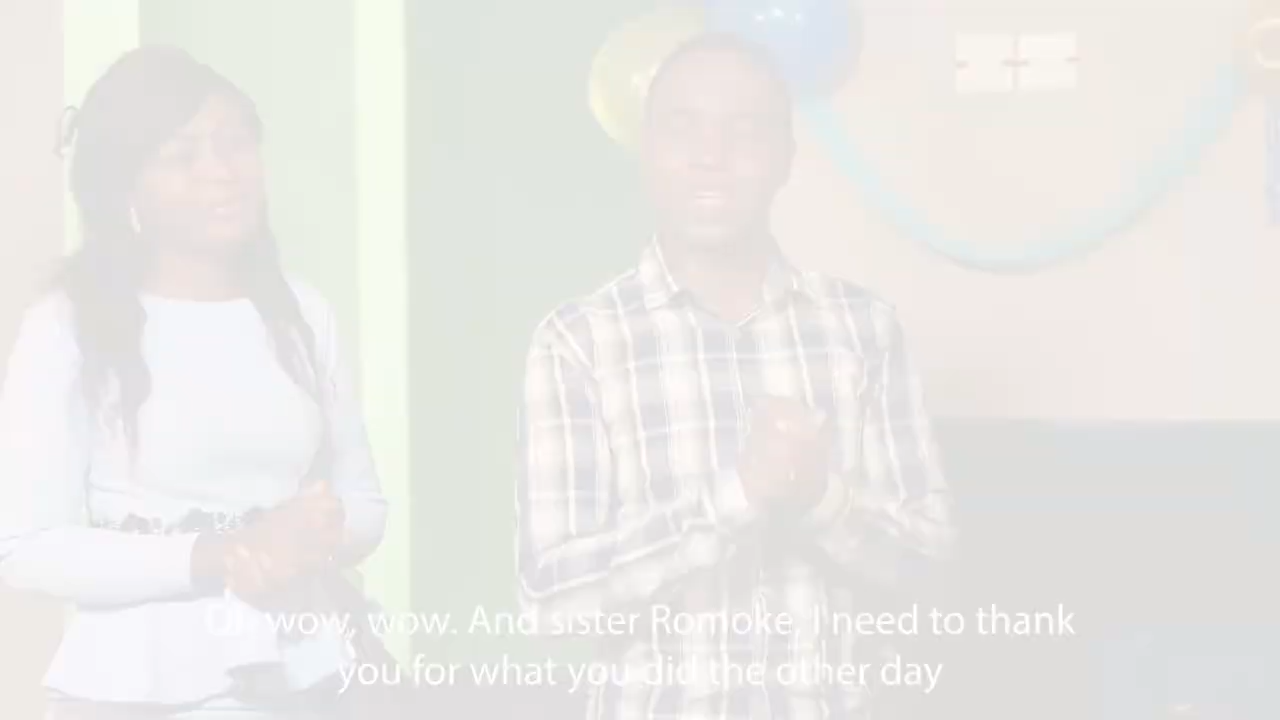 Oh wow, wow. And sister Romoke, I need to thank
you for what you did the other day